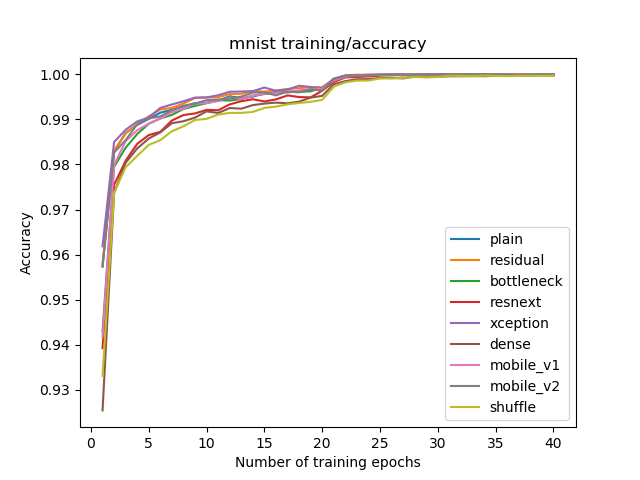 mnist training/accuracy
Accuracy
1.00
0.99
0.98
0.97
0.96
0.95
0.94
0.93
plain
residual
bottleneck
resnext
xception
dense
mobile_v1
mobile_v2
shuffle
0 5 10 15 20 25 30 35 40
Number of training epochs